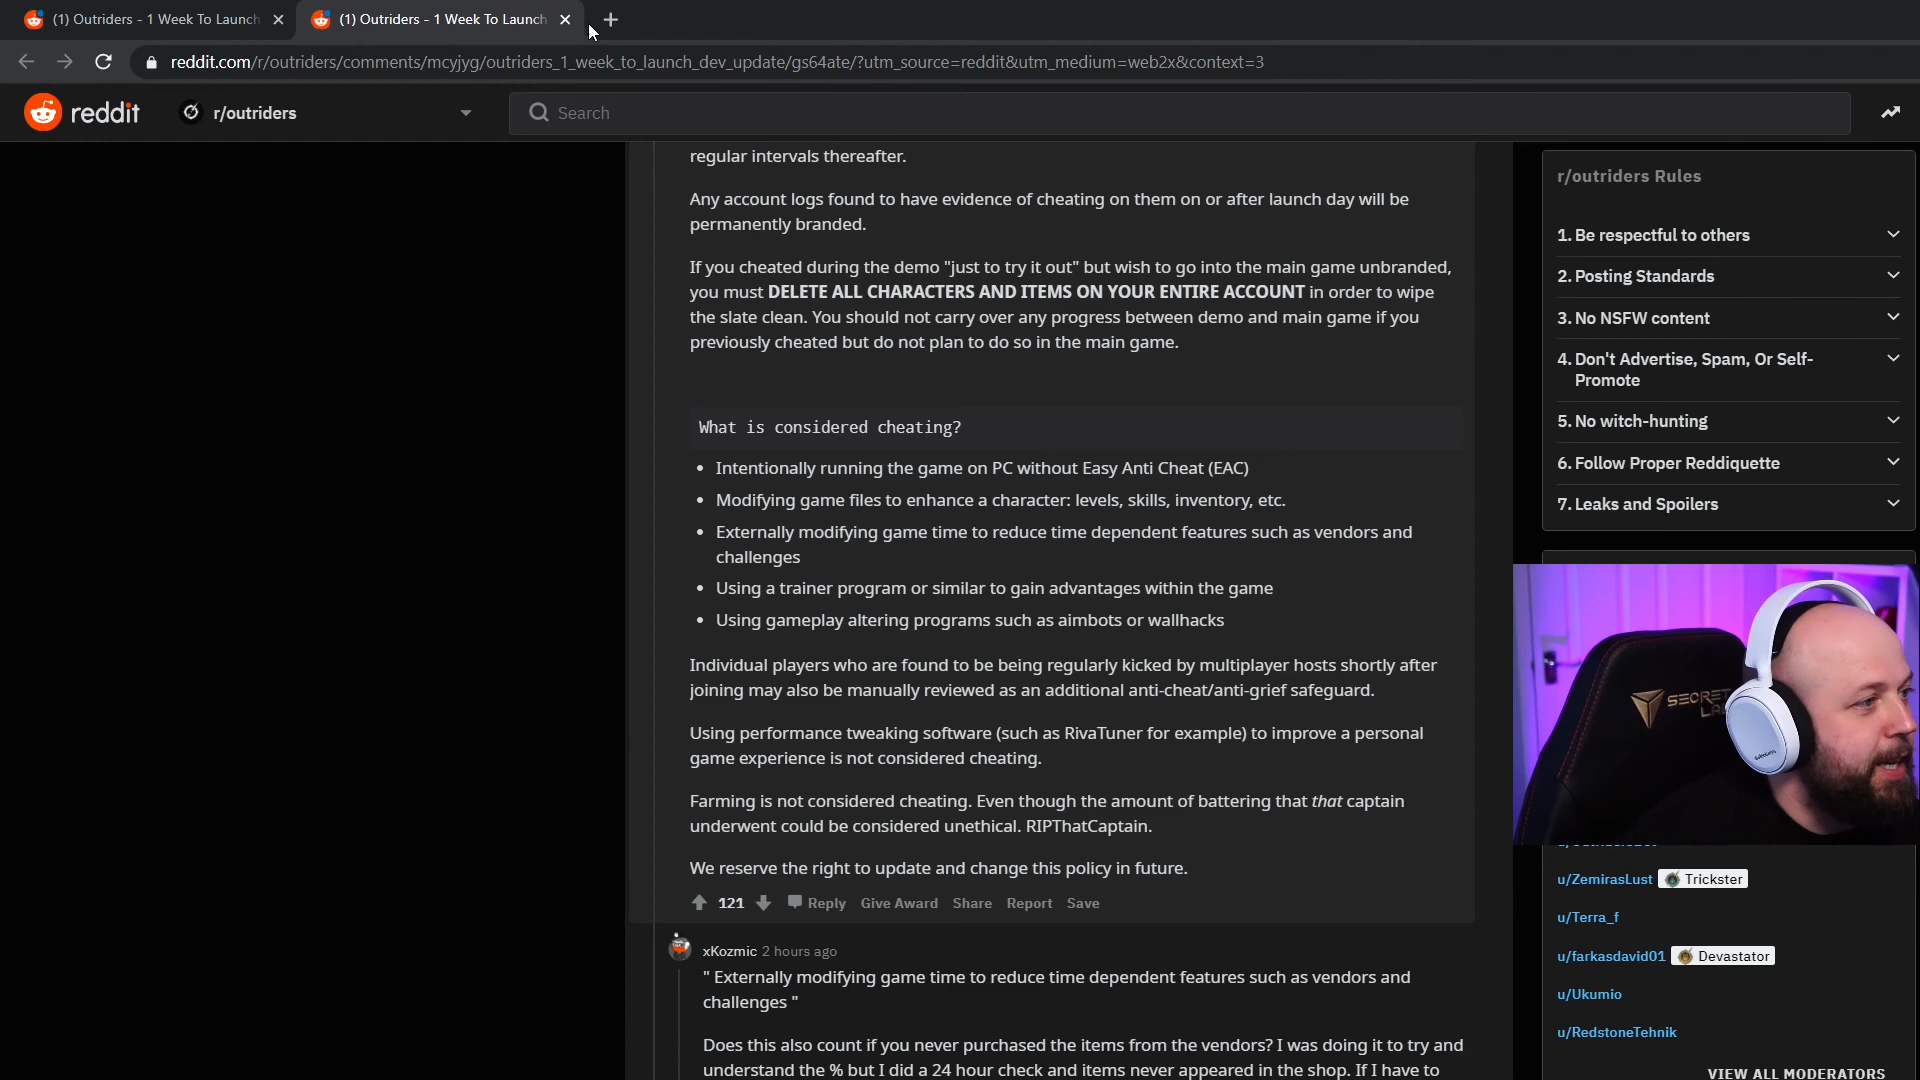 (1) Outriders - 1 Week To Launch
(1) Outriders - 1 Week To Launch
reddit.com/r/outriders/comments/mcyjyg/outriders_1_week_to_launch_dev_update/gs64ate/?utm_source=reddit&utm_medium=web2x&context=3
reddit
r/outriders
Search
regular intervals thereafter.
Any account logs found to have evidence of cheating on them on or after launch day will be
permanently branded.
If you cheated during the demo "just to try it out" but wish to go into the main game unbranded,
you must DELETE ALL CHARACTERS AND ITEMS ON YOUR ENTIRE ACCOUNT in order to wipe
the slate clean. You should not carry over any progress between demo and main game if you
previously cheated but do not plan to do so in the main game.
What is considered cheating?
• Intentionally running the game on PC without Easy Anti Cheat (EAC)
• Modifying game files to enhance a character: levels, skills, inventory, etc.
• Externally modifying game time to reduce time dependent features such as vendors and
challenges
• Using a trainer program or similar to gain advantages within the game
• Using gameplay altering programs such as aimbots or wallhacks
Individual players who are found to be being regularly kicked by multiplayer hosts shortly after
joining may also be manually reviewed as an additional anti-cheat/anti-grief safeguard.
Using performance tweaking software (such as RivaTuner for example) to improve a personal
game experience is not considered cheating.
Farming is not considered cheating. Even though the amount of battering that that captain
underwent could be considered unethical. RIPThatCaptain.
We reserve the right to update and change this policy in future.
121 Reply Give Award Share Report Save
xKozmic 2 hours ago
" Externally modifying game time to reduce time dependent features such as vendors and
challenges "
Does this also count if you never purchased the items from the vendors? I was doing it to try and
understand the % but I did a 24 hour check and items never appeared in the shop. If I have to
r/outriders Rules
1. Be respectful to others
2. Posting Standards
3. No NSFW content
4. Don't Advertise, Spam, Or Self-
Promote
5. No witch-hunting
6. Follow Proper Reddiquette
7. Leaks and Spoilers
SECRET
u/ZemirasLust Trickster
u/Terra_f
u/farkasdavid01 Devastator
u/Ukumio
u/RedstoneTehnik
VIEW ALL MODERATORS